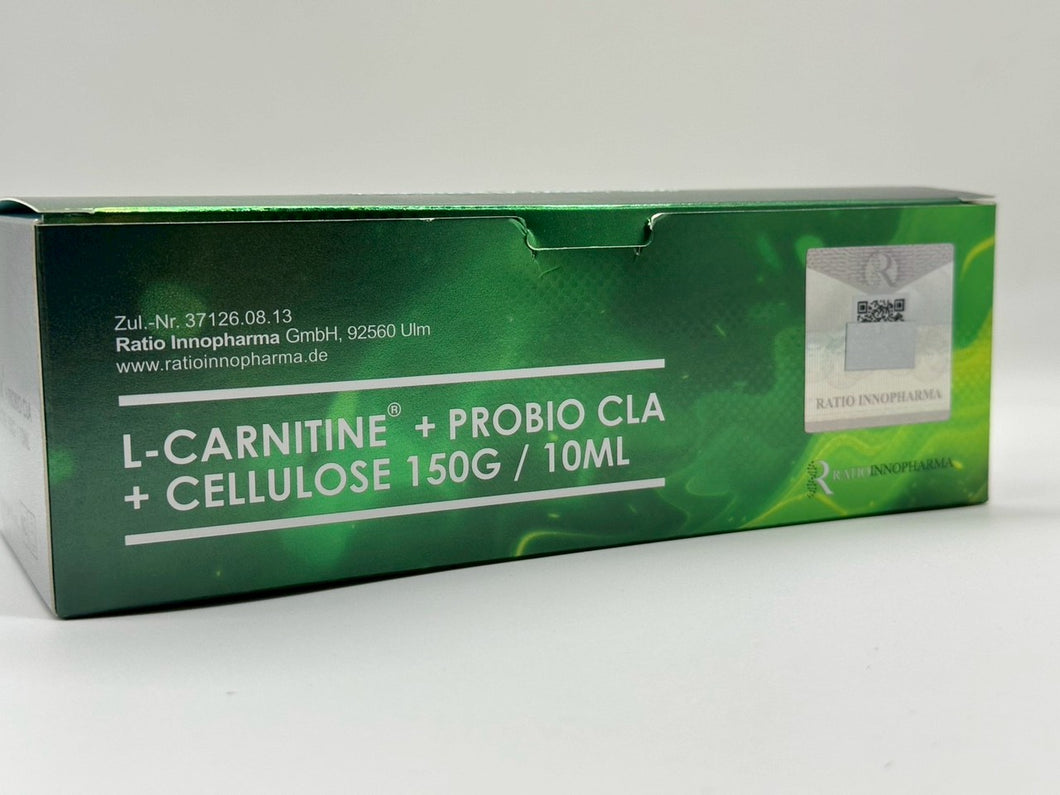 Zul.-Nr. 37126.08.13
Ratio Innopharma GmbH, 92560 Ulm
www.ratioinnopharma.de
L-CARNITINE® + PROBIO CLA
+ CELLULOSE 150G / 10ML
R
RATIO INNOPHARMA
R RATIOINNOPHARMA